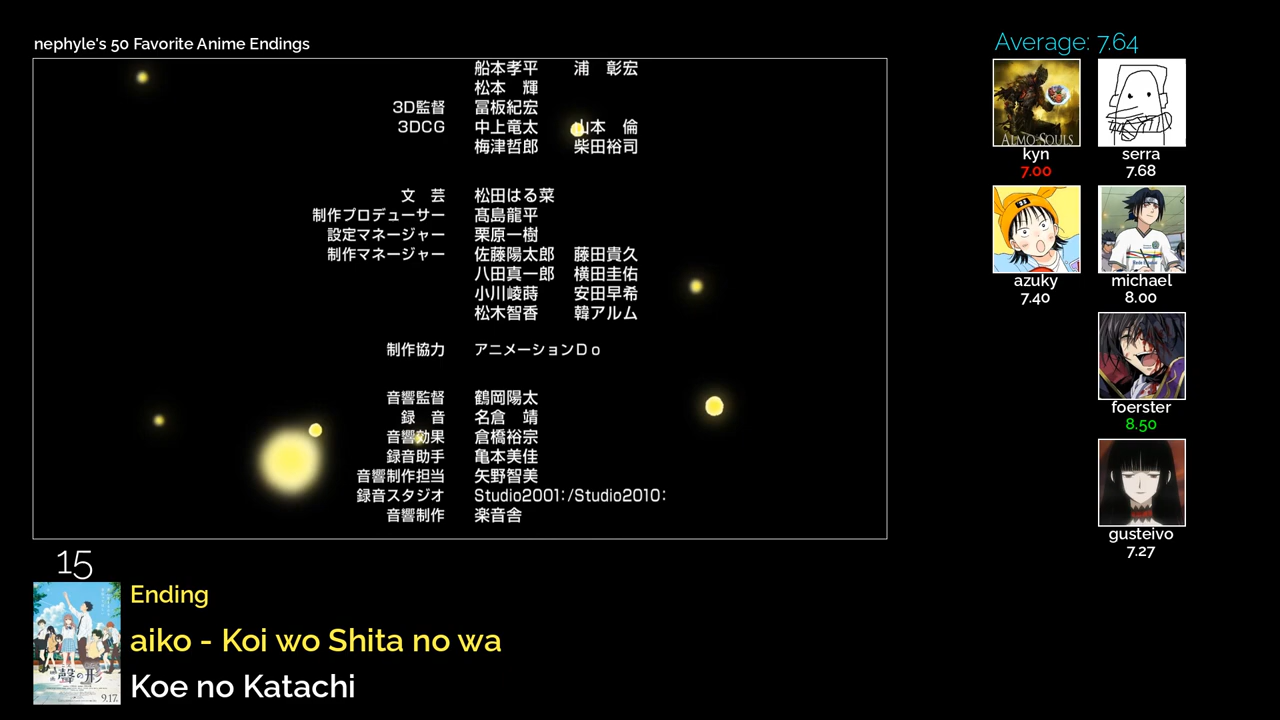 nephyle's 50 Favorite Anime Endings
船本孝平 浦 彰宏
松本 輝
3D監督 冨板紀宏
3DCG 中上竜太 山本 倫
梅津哲郎 柴田裕司
文 芸 松田はる菜
制作プロデューサー 髙島龍平
設定マネージャー 栗原一樹
制作マネージャー 佐藤陽太郎 藤田貴久
八田真一郎 横田圭佑
小川崚蒔 安田早希
松木智香 韓アルム
制作協力 アニメーションDo
音響監督 鶴岡陽太
録 音 名倉 靖
音響効果 倉橋裕宗
録音助手 亀本美佳
音響制作担当 矢野智美
録音スタジオ Studio2001:/Studio2010:
音響制作 楽音舎
Average: 7.64
ALMO-SOULS
kyn serra
7.00 7.68
azuky michael
7.40 8.00
foerster
8.50
gusteivo
7.27
15
聲の形
9.17
Ending
aiko - Koi wo Shita no wa
Koe no Katachi